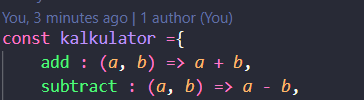 You, 3 minutes ago | 1 author (You)
const kalkulator ={
    add : (a, b) => a + b,
    subtract : (a, b) => a - b,